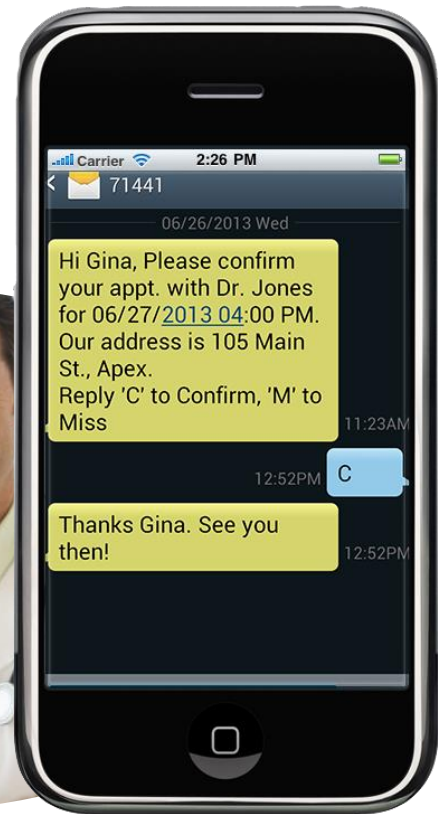 Carrier 2:26 PM
71441
06/26/2013 Wed
Hi Gina, Please confirm
your appt. with Dr. Jones
for 06/27/2013 04:00 PM.
Our address is 105 Main
St., Apex.
Reply 'C' to Confirm, 'M' to
Miss
11:23AM
12:52PM C
Thanks Gina. See you
then!
12:52PM